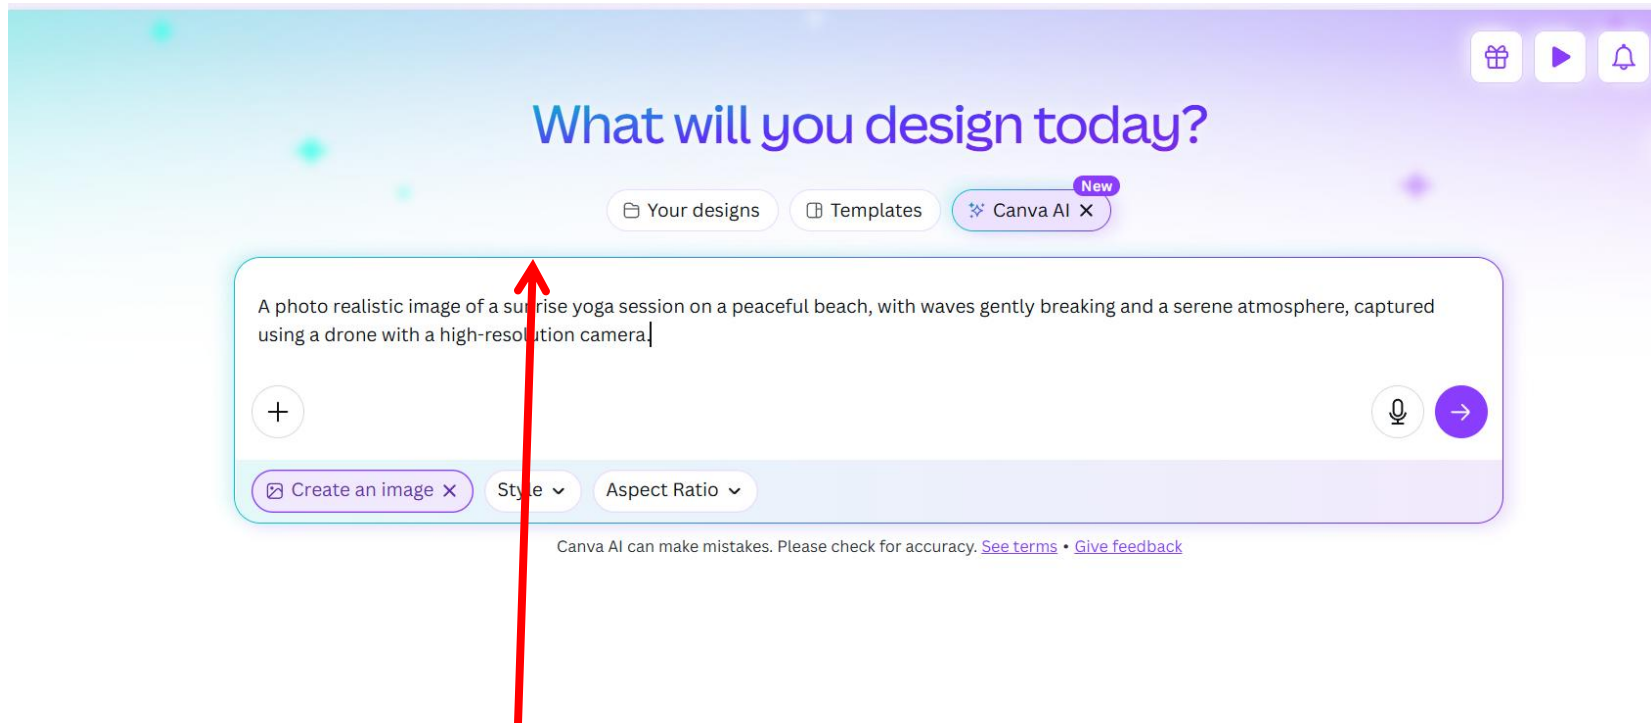 What will you design today?
New
Your designs
Templates
Canva AI
A photo realistic image of a sunrise yoga session on a peaceful beach, with waves gently breaking and a serene atmosphere, captured
using a drone with a high-resolution camera.
Create an image
Style
Aspect Ratio
Canva AI can make mistakes. Please check for accuracy. See terms • Give feedback